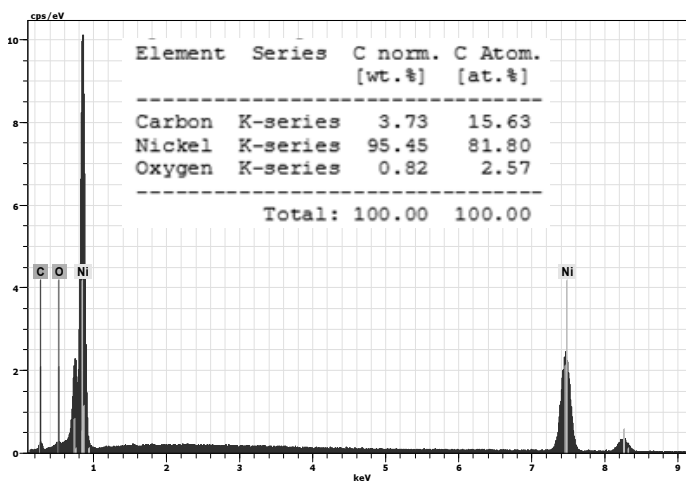 cps/eV
Element Series C norm. C Atom.
[wt.%] [at.%]
Carbon K-series 3.73 15.63
Nickel K-series 95.45 81.80
Oxygen K-series 0.82 2.57
Total: 100.00 100.00
10
8
6
4
2
0
C O Ni Ni
1 2 3 4 5 6 7 8 9
keV